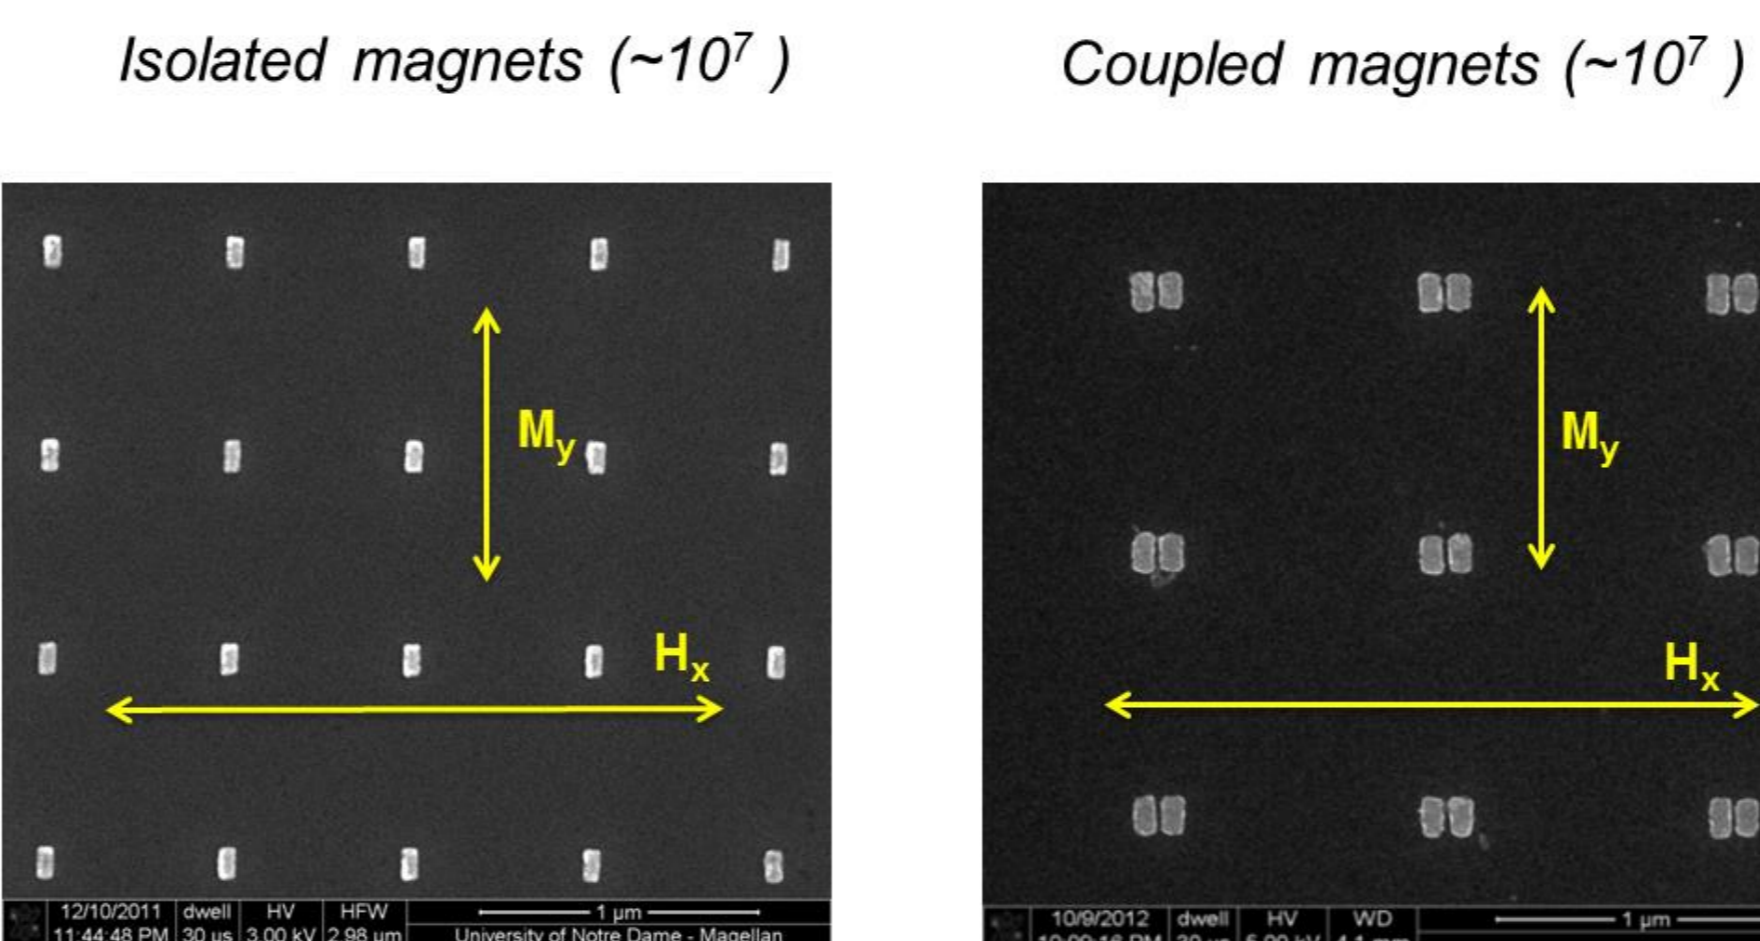 Isolated magnets (~10⁷ )
Coupled magnets (~10⁷ )
My
Hx
12/10/2011 dwell HV HFW 1 µm
11:44:48 PM 30 µs 3.00 kV 2.98 µm University of Notre Dame - Magellan
My
Hx
10/9/2012 dwell HV WD 1 µm